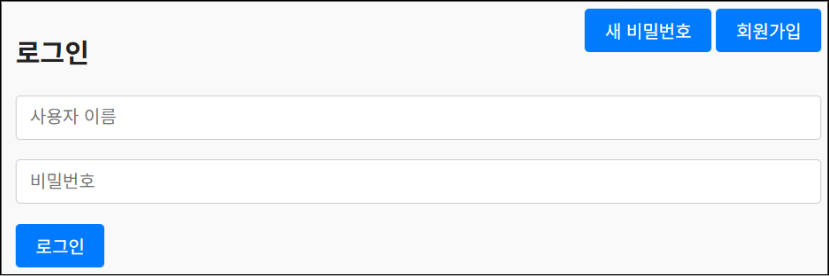 새 비밀번호 회원가입
로그인
사용자 이름
비밀번호
로그인